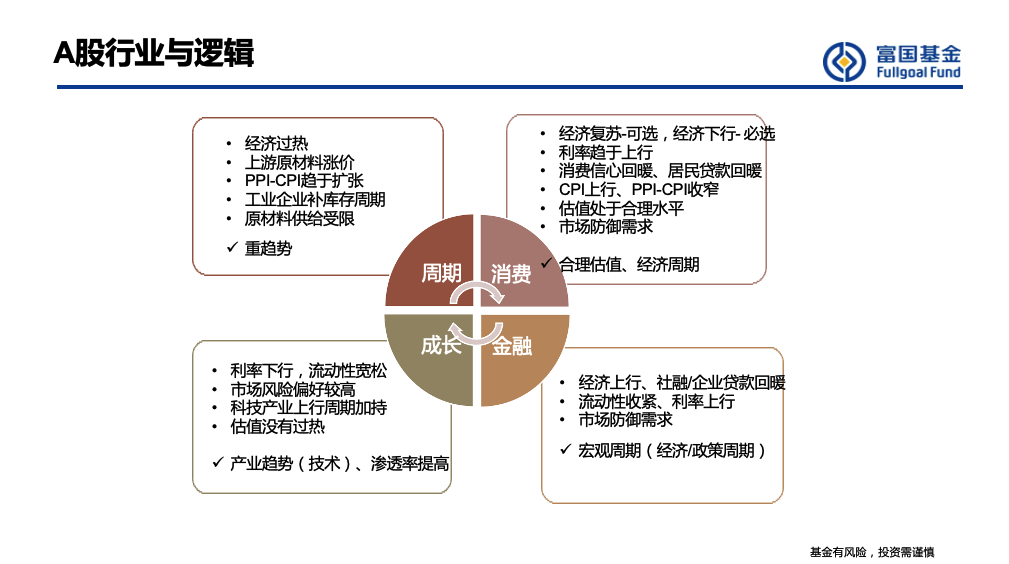 A股行业与逻辑
富国基金
Fullgoal Fund
• 经济过热
• 上游原材料涨价
• PPI-CPI趋于扩张
• 工业企业补库存周期
• 原材料供给受限
✓ 重趋势
• 经济复苏-可选，经济下行- 必选
• 利率趋于上行
• 消费信心回暖、居民贷款回暖
• CPI上行、PPI-CPI收窄
• 估值处于合理水平
• 市场防御需求
✓ 合理估值、经济周期
周期
消费
成长
金融
• 利率下行，流动性宽松
• 市场风险偏好较高
• 科技产业上行周期加持
• 估值没有过热
✓ 产业趋势（技术）、渗透率提高
• 经济上行、社融/企业贷款回暖
• 流动性收紧、利率上行
• 市场防御需求
✓ 宏观周期（经济/政策周期）
基金有风险，投资需谨慎